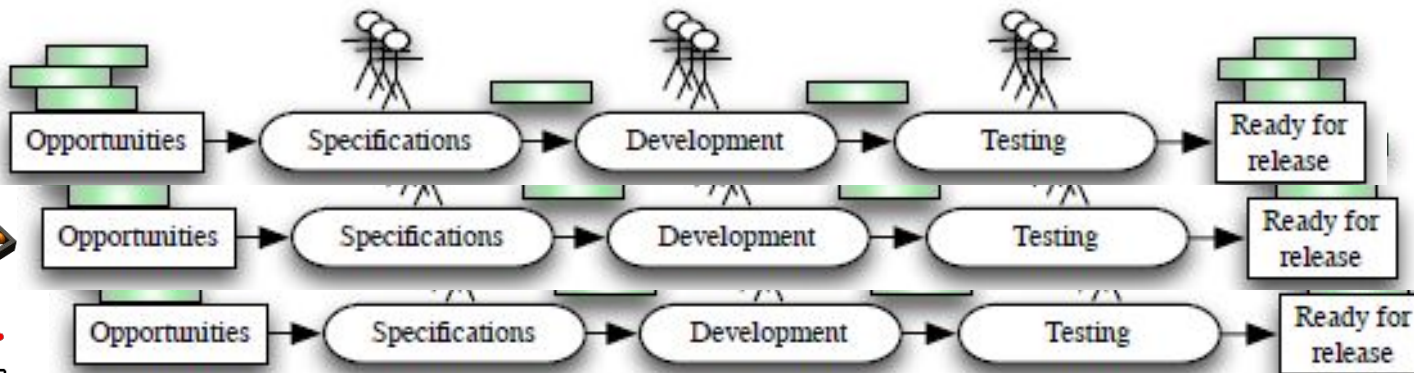 Opportunities Specifications Development Testing Ready for
release
Opportunities Specifications Development Testing Ready for
release
Opportunities Specifications Development Testing Ready for
release